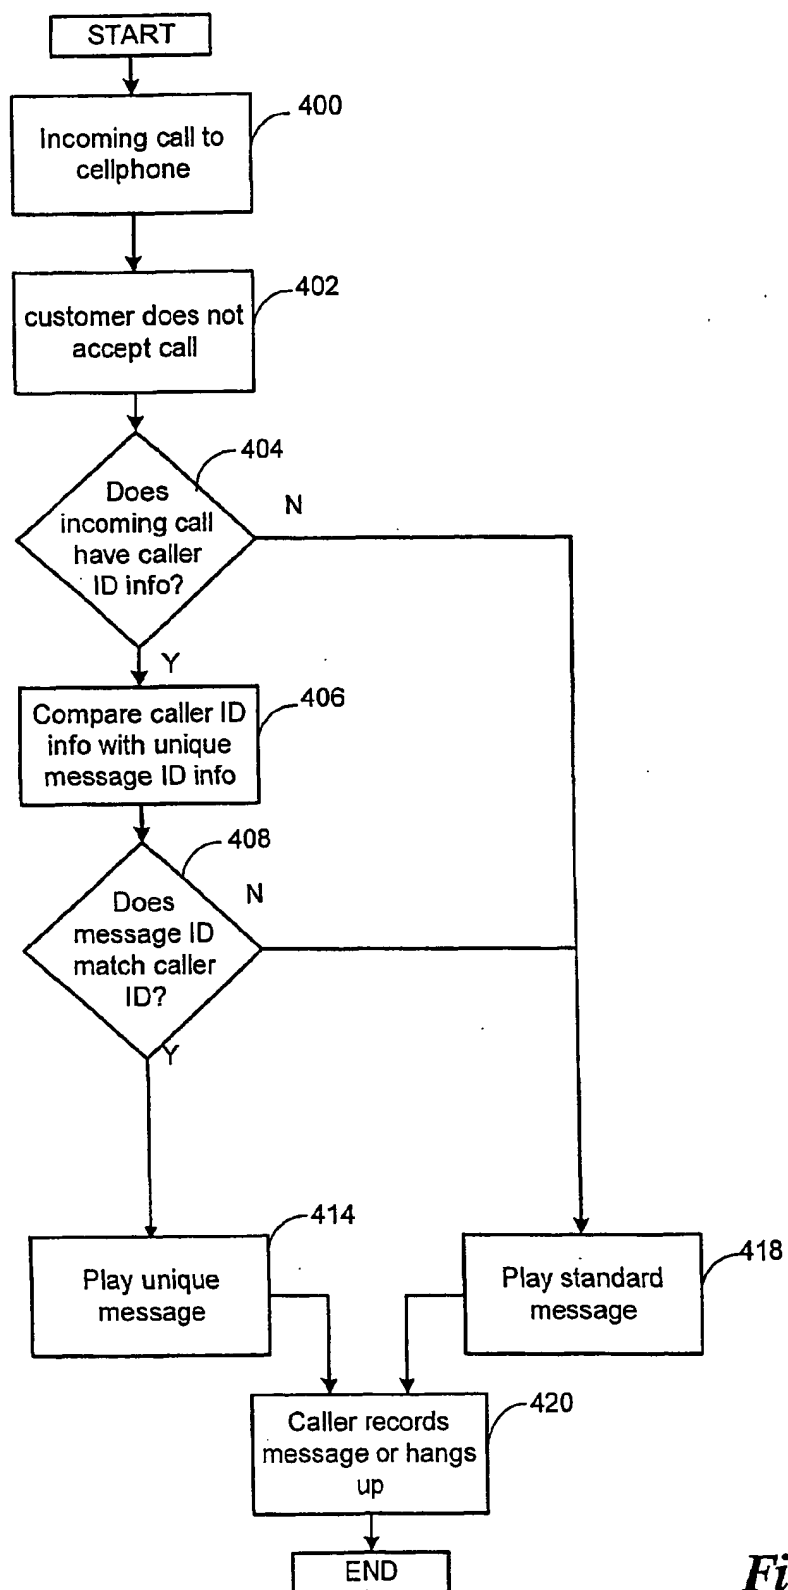 START
400
Incoming call to
cellphone
402
customer does not
accept call
404
Does
incoming call
have caller
ID info?
N
Y
406
Compare caller ID
info with unique
message ID info
408
Does
message ID
match caller
ID?
N
Y
414
Play unique
message
418
Play standard
message
420
Caller records
message or hangs
up
END
Fi